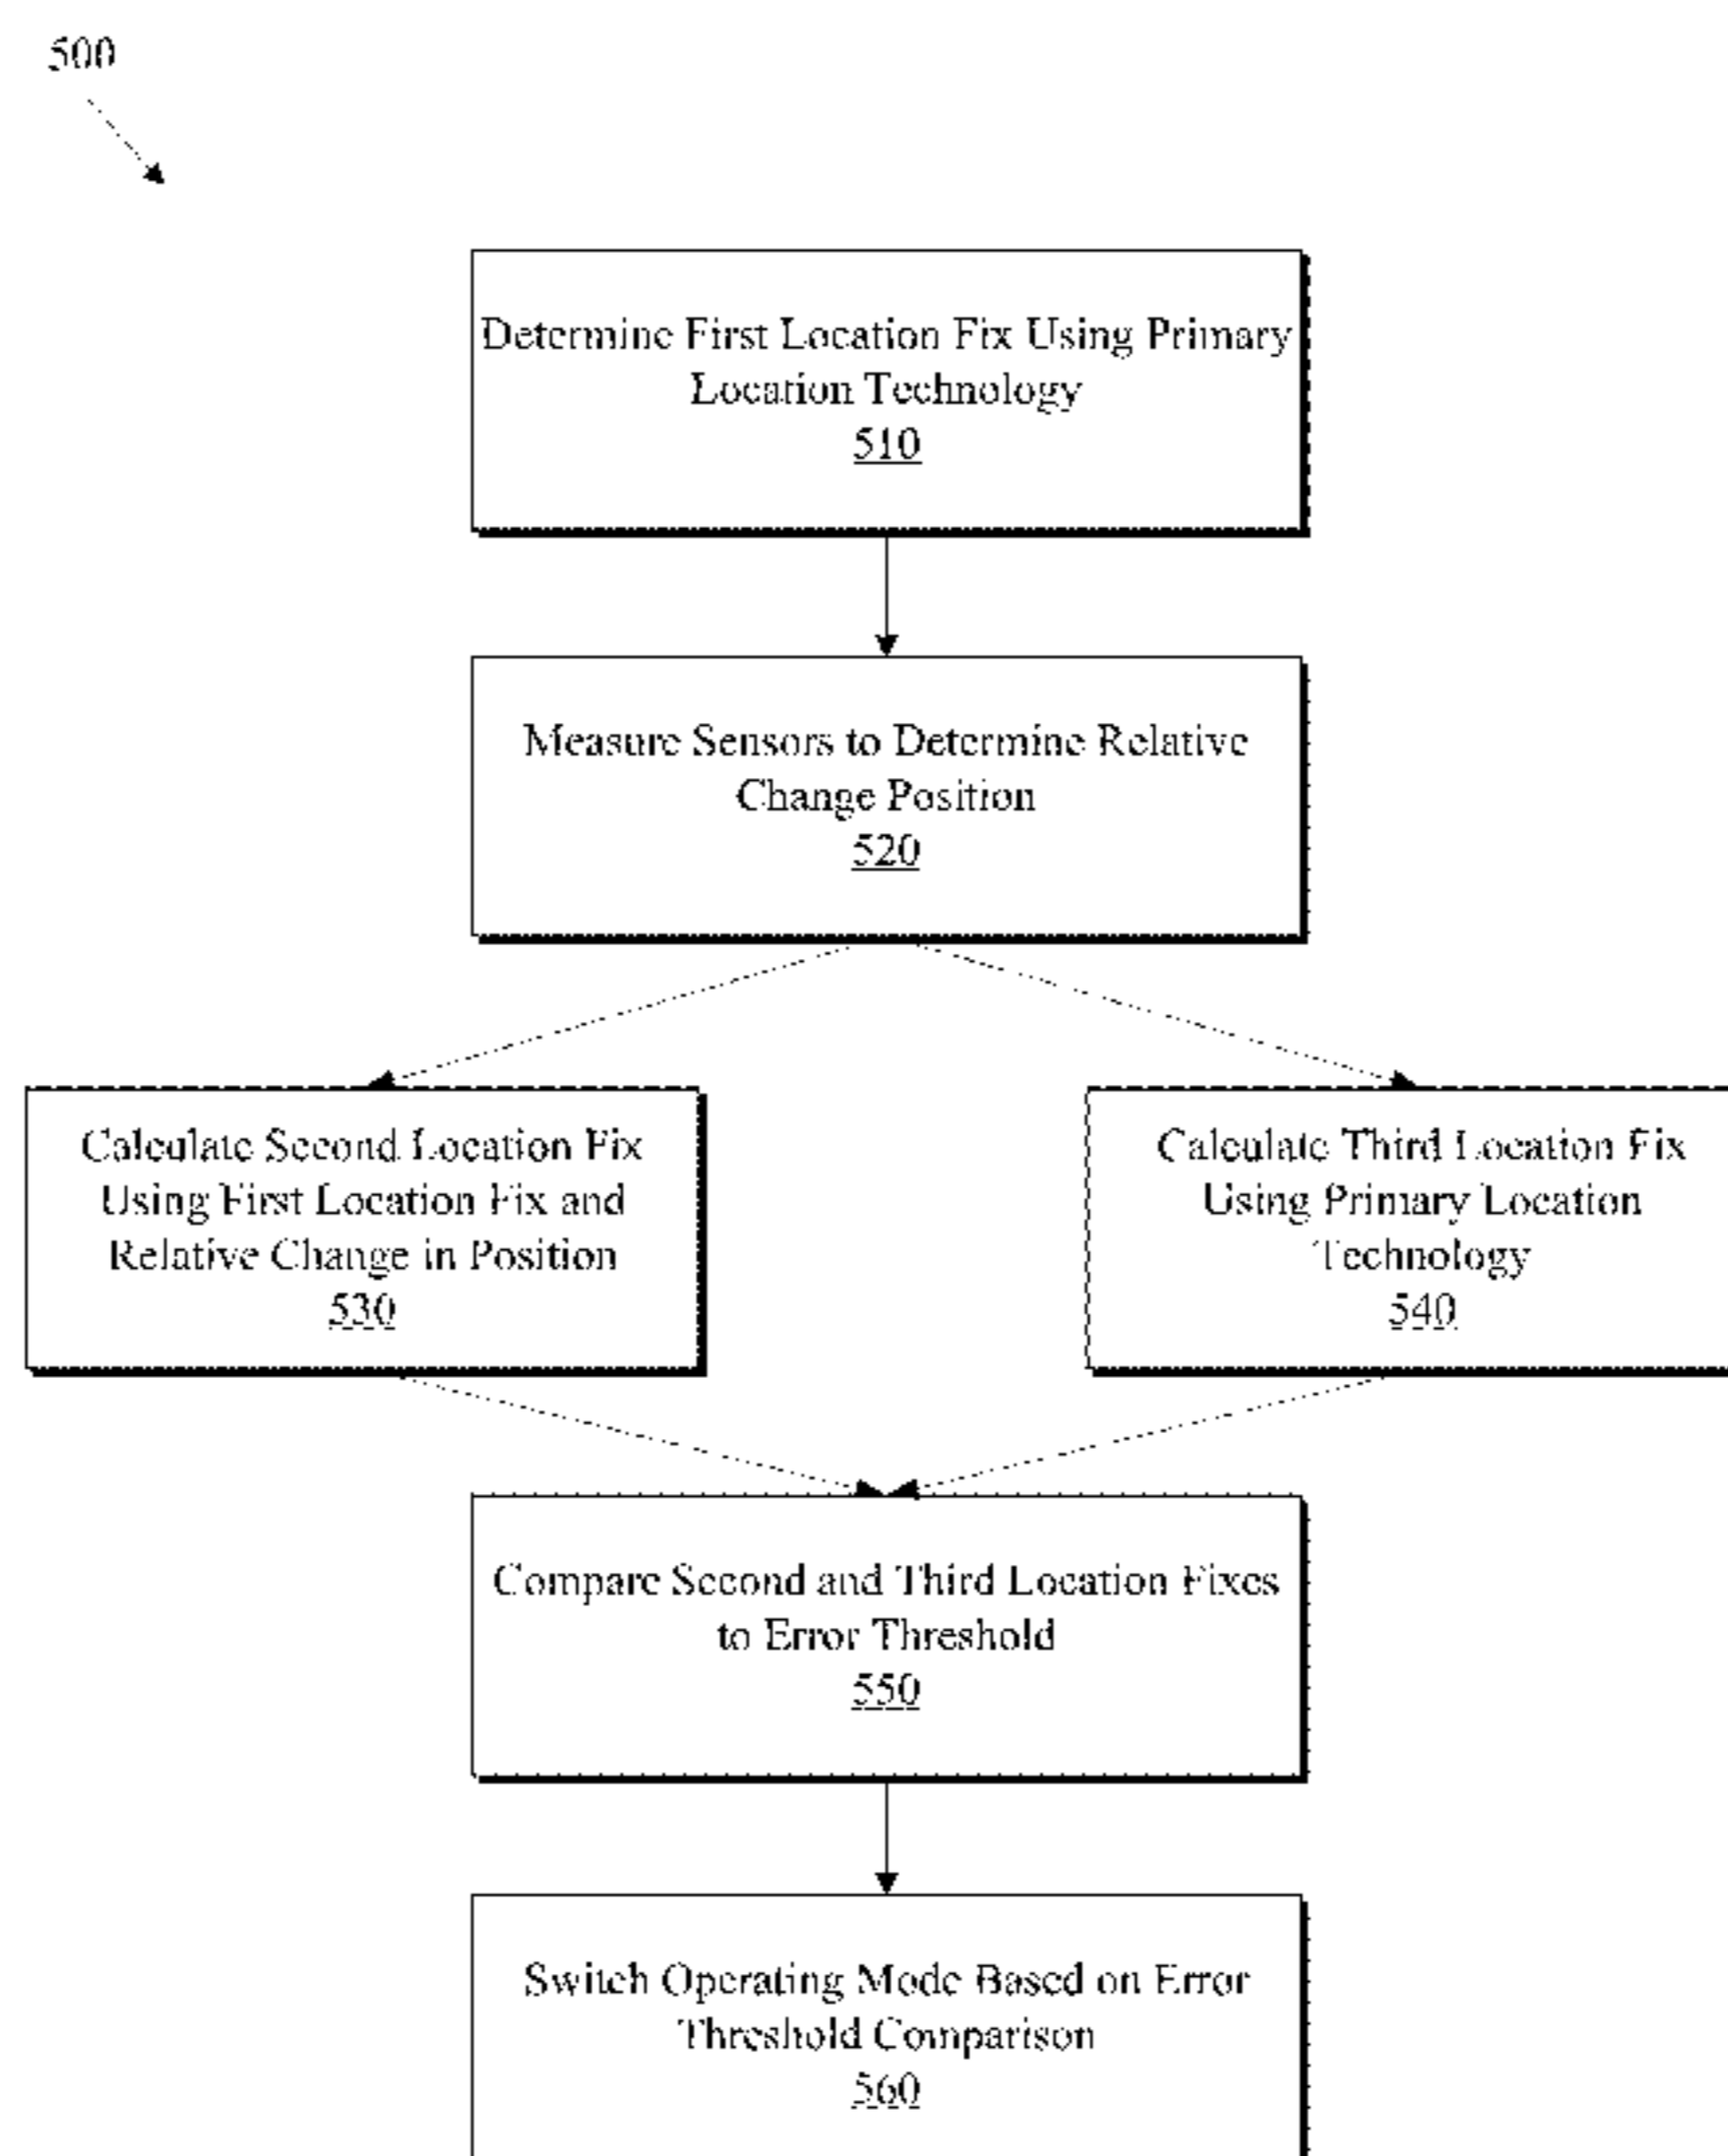 500
Determine First Location Fix Using Primary
Location Technology
510
Measure Sensors to Determine Relative
Change Position
520
Calculate Second Location Fix
Using First Location Fix and
Relative Change in Position
530
Calculate Third Location Fix
Using Primary Location
Technology
540
Compare Second and Third Location Fixes
to Error Threshold
550
Switch Operating Mode Based on Error
Threshold Comparison
560